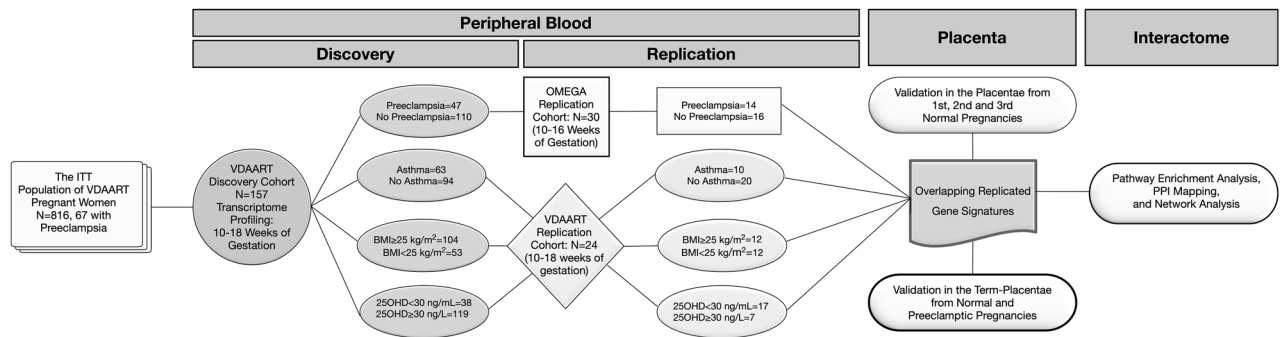 Peripheral Blood
Discovery
Replication
Placenta
Interactome
The ITT
Population of VDAART
Pregnant Women
N=816, 67 with
Preeclampsia
VDAART
Discovery Cohort
N=157
Transcriptome
Profiling:
10-18 Weeks of
Gestation
Preeclampsia=47
No Preeclampsia=110
Asthma=63
No Asthma=94
BMI≥25 kg/m²=104
BMI<25 kg/m²=53
25OHD<30 ng/mL=38
25OHD≥30 ng/L=119
OMEGA
Replication
Cohort: N=30
(10-16 Weeks
of Gestation)
VDAART
Replication
Cohort: N=24
(10-18 weeks of
gestation)
Preeclampsia=14
No Preeclampsia=16
Asthma=10
No Asthma=20
BMI≥25 kg/m²=12
BMI<25 kg/m²=12
25OHD<30 ng/mL=17
25OHD≥30 ng/L=7
Validation in the Placentae from
1st, 2nd and 3rd
Normal Pregnancies
Overlapping Replicated
Gene Signatures
Validation in the Term-Placentae
from Normal and
Preeclamptic Pregnancies
Pathway Enrichment Analysis,
PPI Mapping,
and Network Analysis